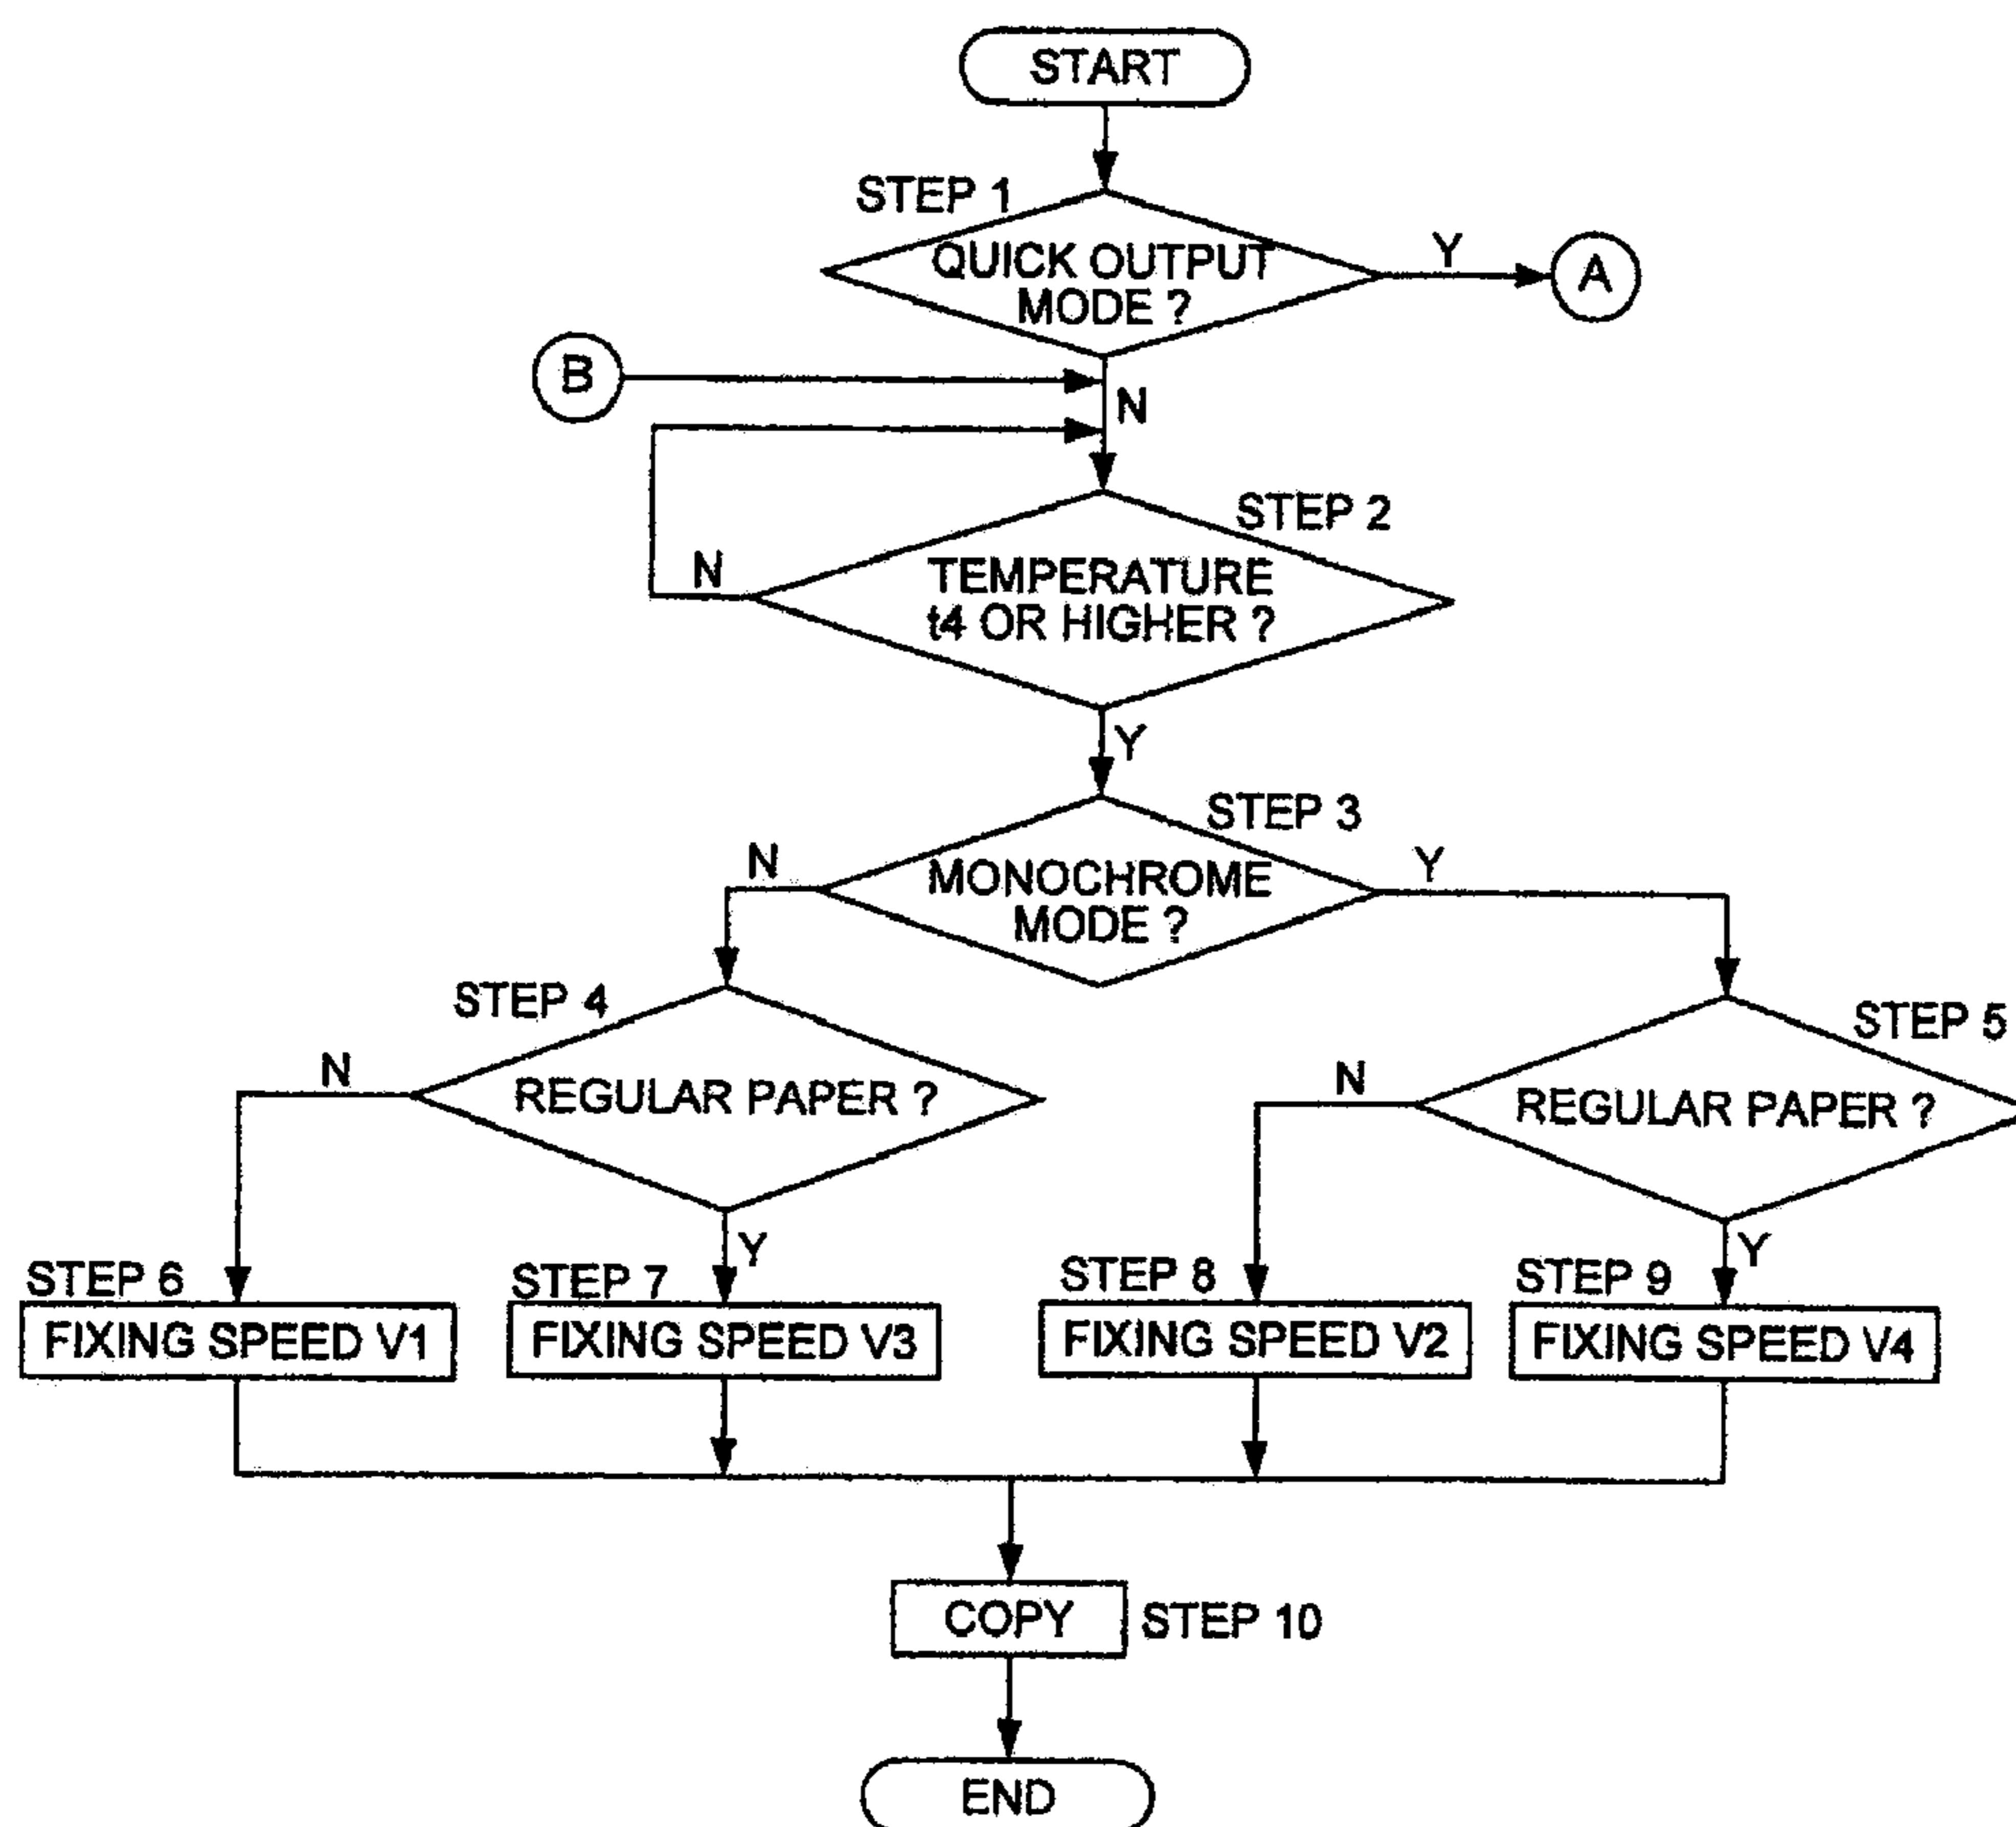 START
STEP 1
QUICK OUTPUT
MODE ?
Y
A
B
N
STEP 2
N
TEMPERATURE
t4 OR HIGHER ?
Y
STEP 3
N
MONOCHROME
MODE ?
Y
STEP 4
N
REGULAR PAPER ?
STEP 5
N
REGULAR PAPER ?
Y
Y
STEP 6
FIXING SPEED V1
STEP 7
FIXING SPEED V3
STEP 8
FIXING SPEED V2
STEP 9
FIXING SPEED V4
COPY
STEP 10
END